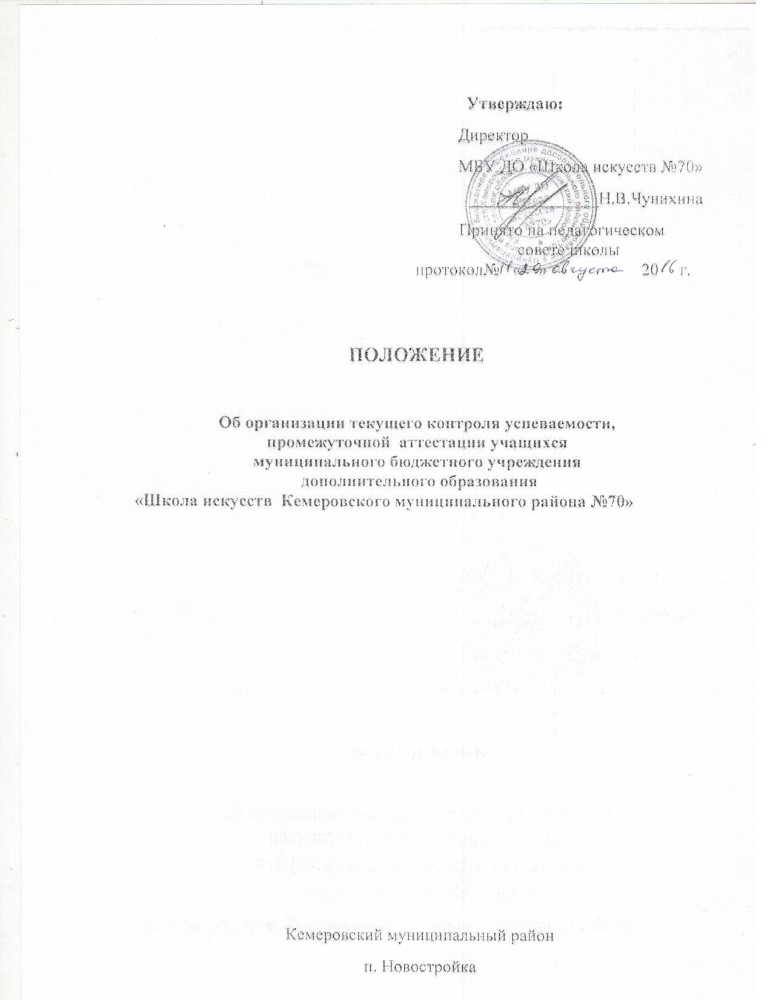 Утверждаю:
Директор
МБУ ДО «Школа искусств №70»
Н.В.Чунихина
Принято на педагогическом
совете школы
протокол№11 «29» августа 2016 г.
ПОЛОЖЕНИЕ
Об организации текущего контроля успеваемости,
промежуточной аттестации учащихся
муниципального бюджетного учреждения
дополнительного образования
«Школа искусств Кемеровского муниципального района №70»
Кемеровский муниципальный район
п. Новостройка